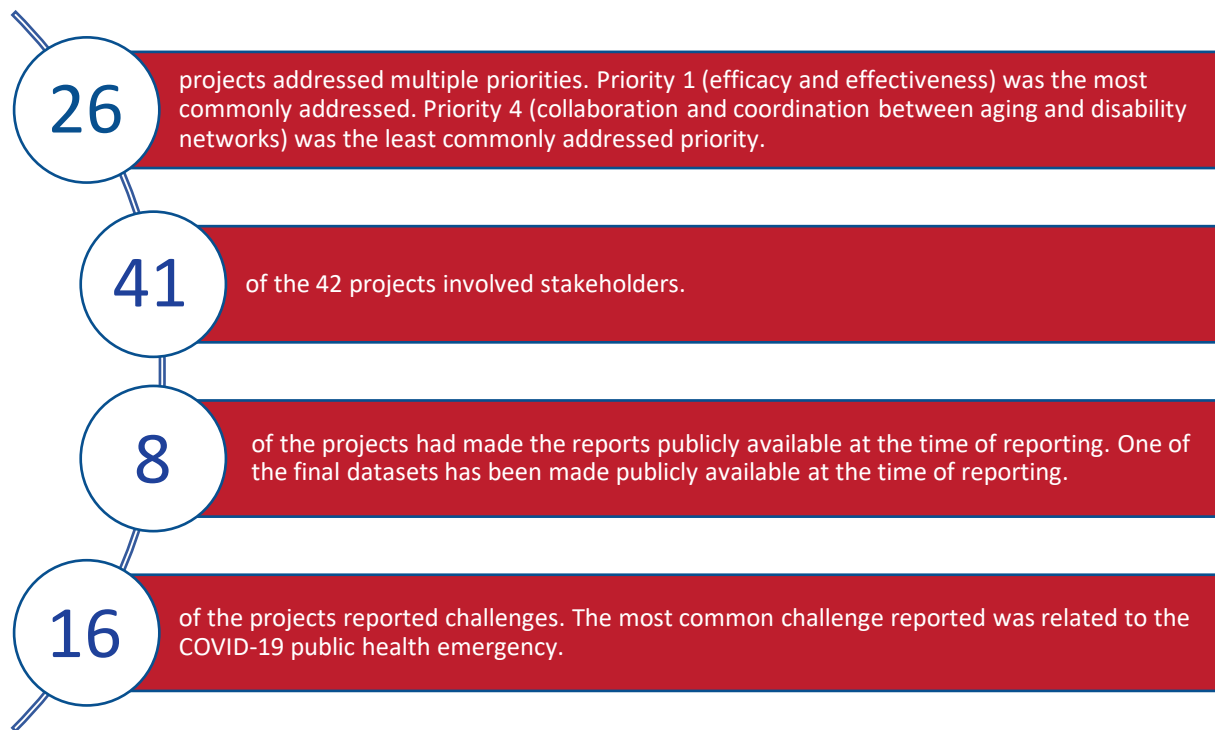 26
projects addressed multiple priorities. Priority 1 (efficacy and effectiveness) was the most
commonly addressed. Priority 4 (collaboration and coordination between aging and disability
networks) was the least commonly addressed priority.
41
of the 42 projects involved stakeholders.
8
of the projects had made the reports publicly available at the time of reporting. One of
the final datasets has been made publicly available at the time of reporting.
16
of the projects reported challenges. The most common challenge reported was related to the
COVID-19 public health emergency.